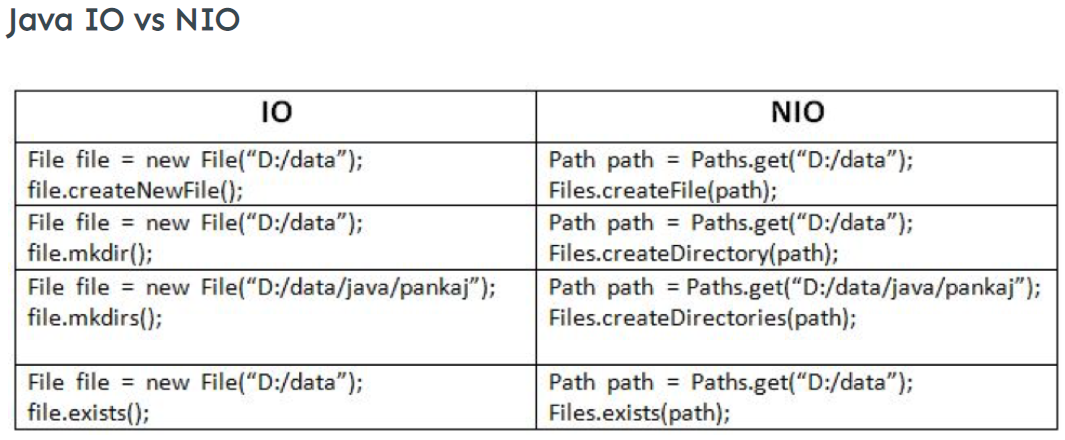 Java IO vs NIO
IO
NIO
File file = new File(“D:/data”);
file.createNewFile();
Path path = Paths.get(“D:/data”);
Files.createFile(path);
File file = new File(“D:/data”);
file.mkdir();
Path path = Paths.get(“D:/data”);
Files.createDirectory(path);
File file = new File(“D:/data/java/pankaj”);
file.mkdirs();
Path path = Paths.get(“D:/data/java/pankaj”);
Files.createDirectories(path);
File file = new File(“D:/data”);
file.exists();
Path path = Paths.get(“D:/data”);
Files.exists(path);